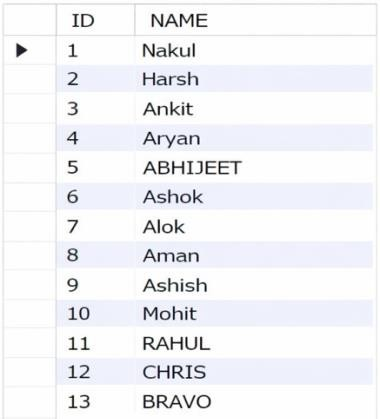 ID NAME
1 Nakul
2 Harsh
3 Ankit
4 Aryan
5 ABHIJEET
6 Ashok
7 Alok
8 Aman
9 Ashish
10 Mohit
11 RAHUL
12 CHRIS
13 BRAVO